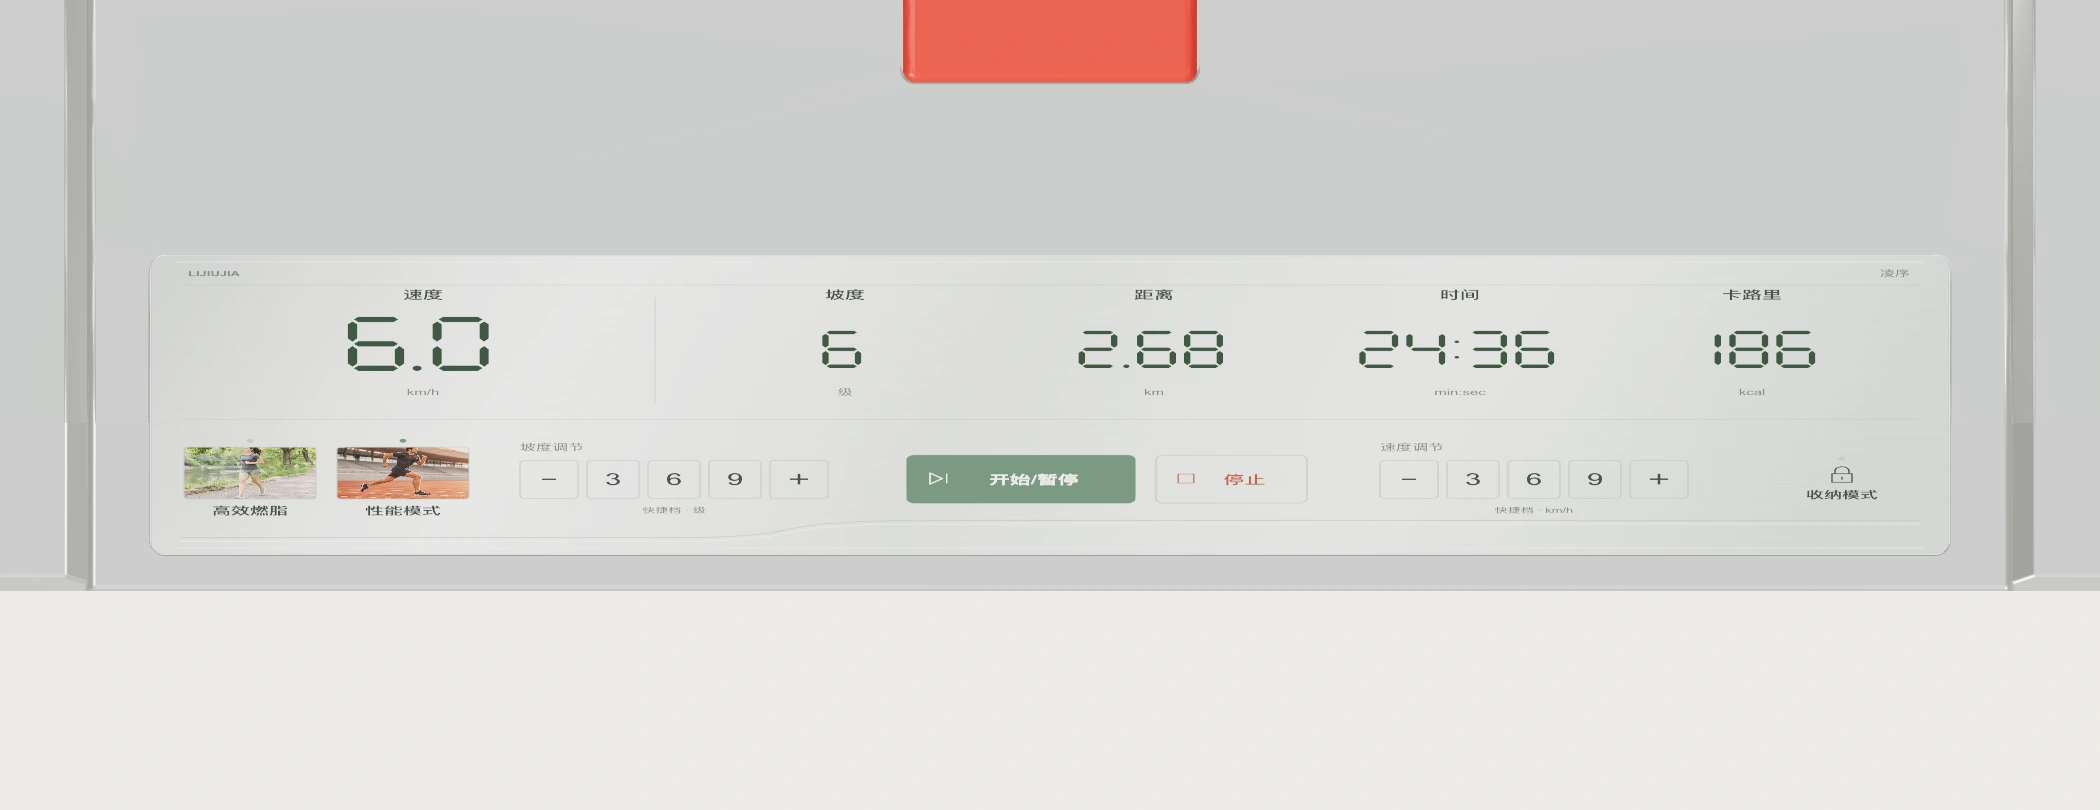 LIJIUJIA 凌序
速度 坡度 距离 时间 卡路里
6.0 6 2.68 24:36 186
km/h 级 km min:sec kcal
坡度调节 速度调节
− 3 6 9 + 开始/暂停 停止 − 3 6 9 + 收纳模式
高效燃脂 性能模式 快捷档 · 级 快捷档 · km/h